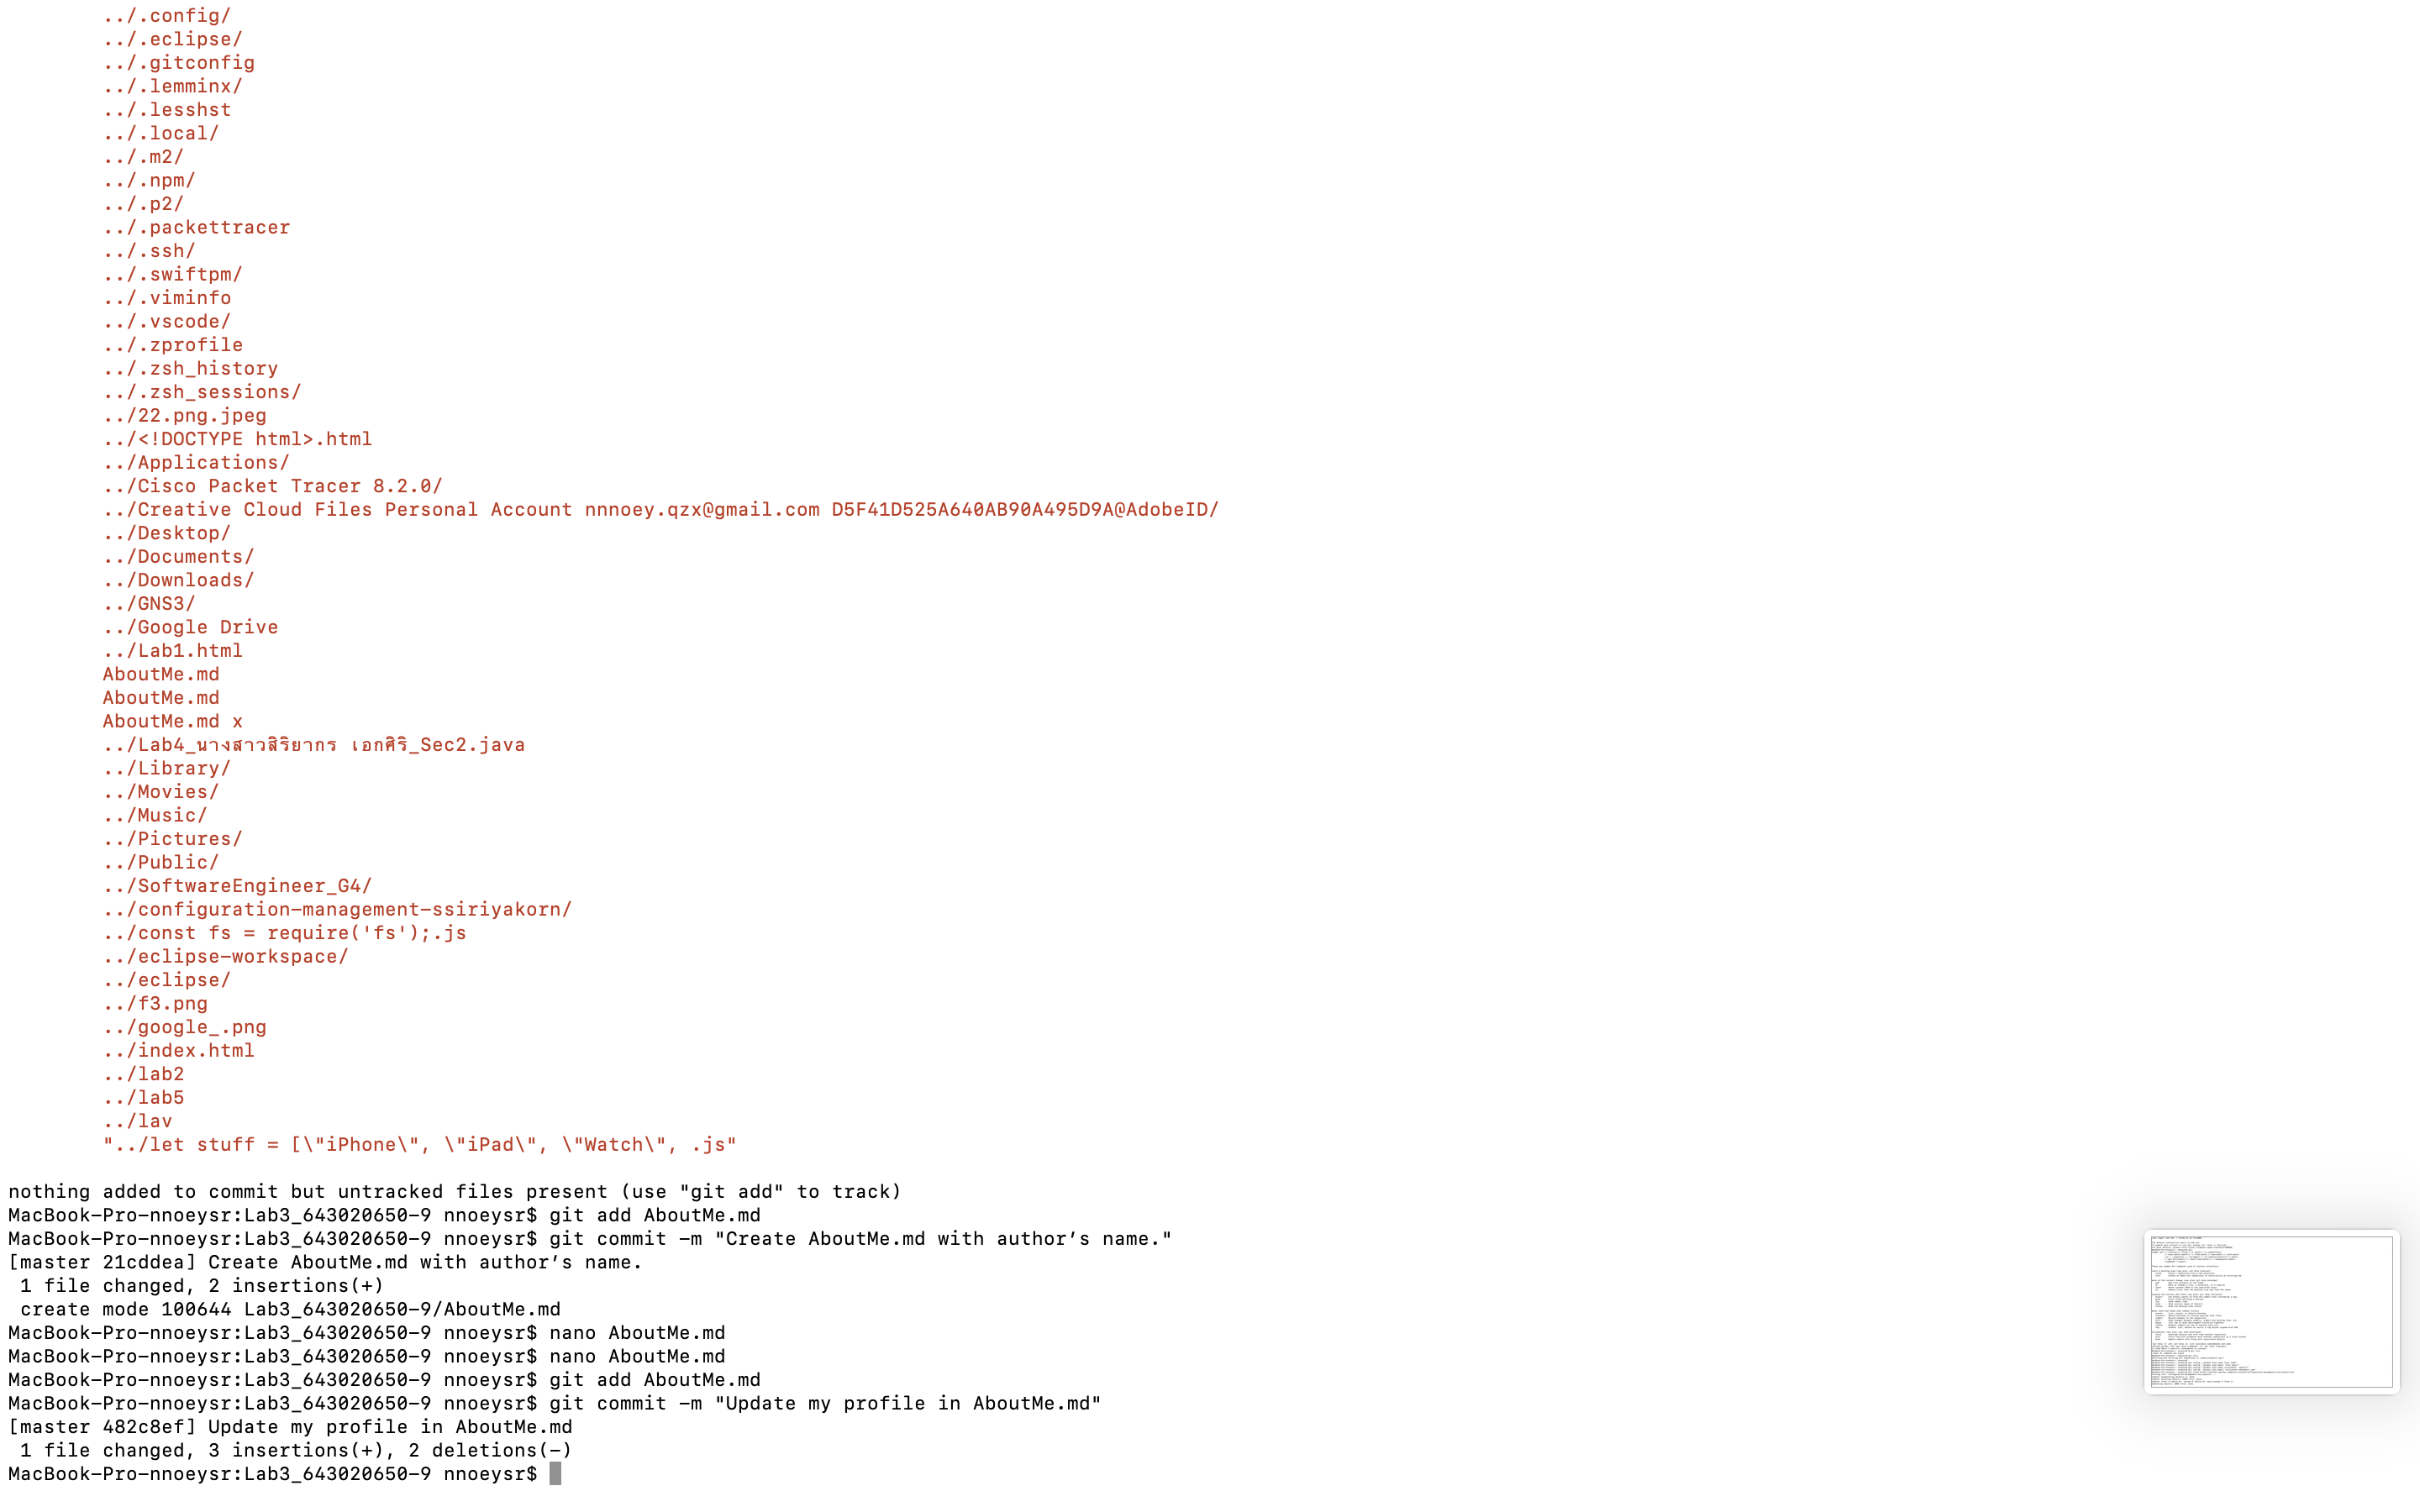 ../.config/
../.eclipse/
../.gitconfig
../.lemminx/
../.lesshst
../.local/
../.m2/
../.npm/
../.p2/
../.packettracer
../.ssh/
../.swiftpm/
../.viminfo
../.vscode/
../.zprofile
../.zsh_history
../.zsh_sessions/
../22.png.jpeg
../<!DOCTYPE html>.html
../Applications/
../Cisco Packet Tracer 8.2.0/
../Creative Cloud Files Personal Account nnnoey.qzx@gmail.com D5F41D525A640AB90A495D9A@AdobeID/
../Desktop/
../Documents/
../Downloads/
../GNS3/
../Google Drive
../Lab1.html
AboutMe.md
AboutMe.md
AboutMe.md x
../Lab4_นางสาวสิริยากร เอกศิริ_Sec2.java
../Library/
../Movies/
../Music/
../Pictures/
../Public/
../SoftwareEngineer_G4/
../configuration-management-ssiriyakorn/
../const fs = require('fs');.js
../eclipse-workspace/
../eclipse/
../f3.png
../google_.png
../index.html
../lab2
../lab5
../lav
"../let stuff = [\"iPhone\", \"iPad\", \"Watch\", .js"
nothing added to commit but untracked files present (use "git add" to track)
MacBook-Pro-nnoeysr:Lab3_643020650-9 nnoeysr$ git add AboutMe.md
MacBook-Pro-nnoeysr:Lab3_643020650-9 nnoeysr$ git commit -m "Create AboutMe.md with author’s name."
[master 21cddea] Create AboutMe.md with author’s name.
1 file changed, 2 insertions(+)
create mode 100644 Lab3_643020650-9/AboutMe.md
MacBook-Pro-nnoeysr:Lab3_643020650-9 nnoeysr$ nano AboutMe.md
MacBook-Pro-nnoeysr:Lab3_643020650-9 nnoeysr$ nano AboutMe.md
MacBook-Pro-nnoeysr:Lab3_643020650-9 nnoeysr$ git add AboutMe.md
MacBook-Pro-nnoeysr:Lab3_643020650-9 nnoeysr$ git commit -m "Update my profile in AboutMe.md"
[master 482c8ef] Update my profile in AboutMe.md
1 file changed, 3 insertions(+), 2 deletions(-)
MacBook-Pro-nnoeysr:Lab3_643020650-9 nnoeysr$